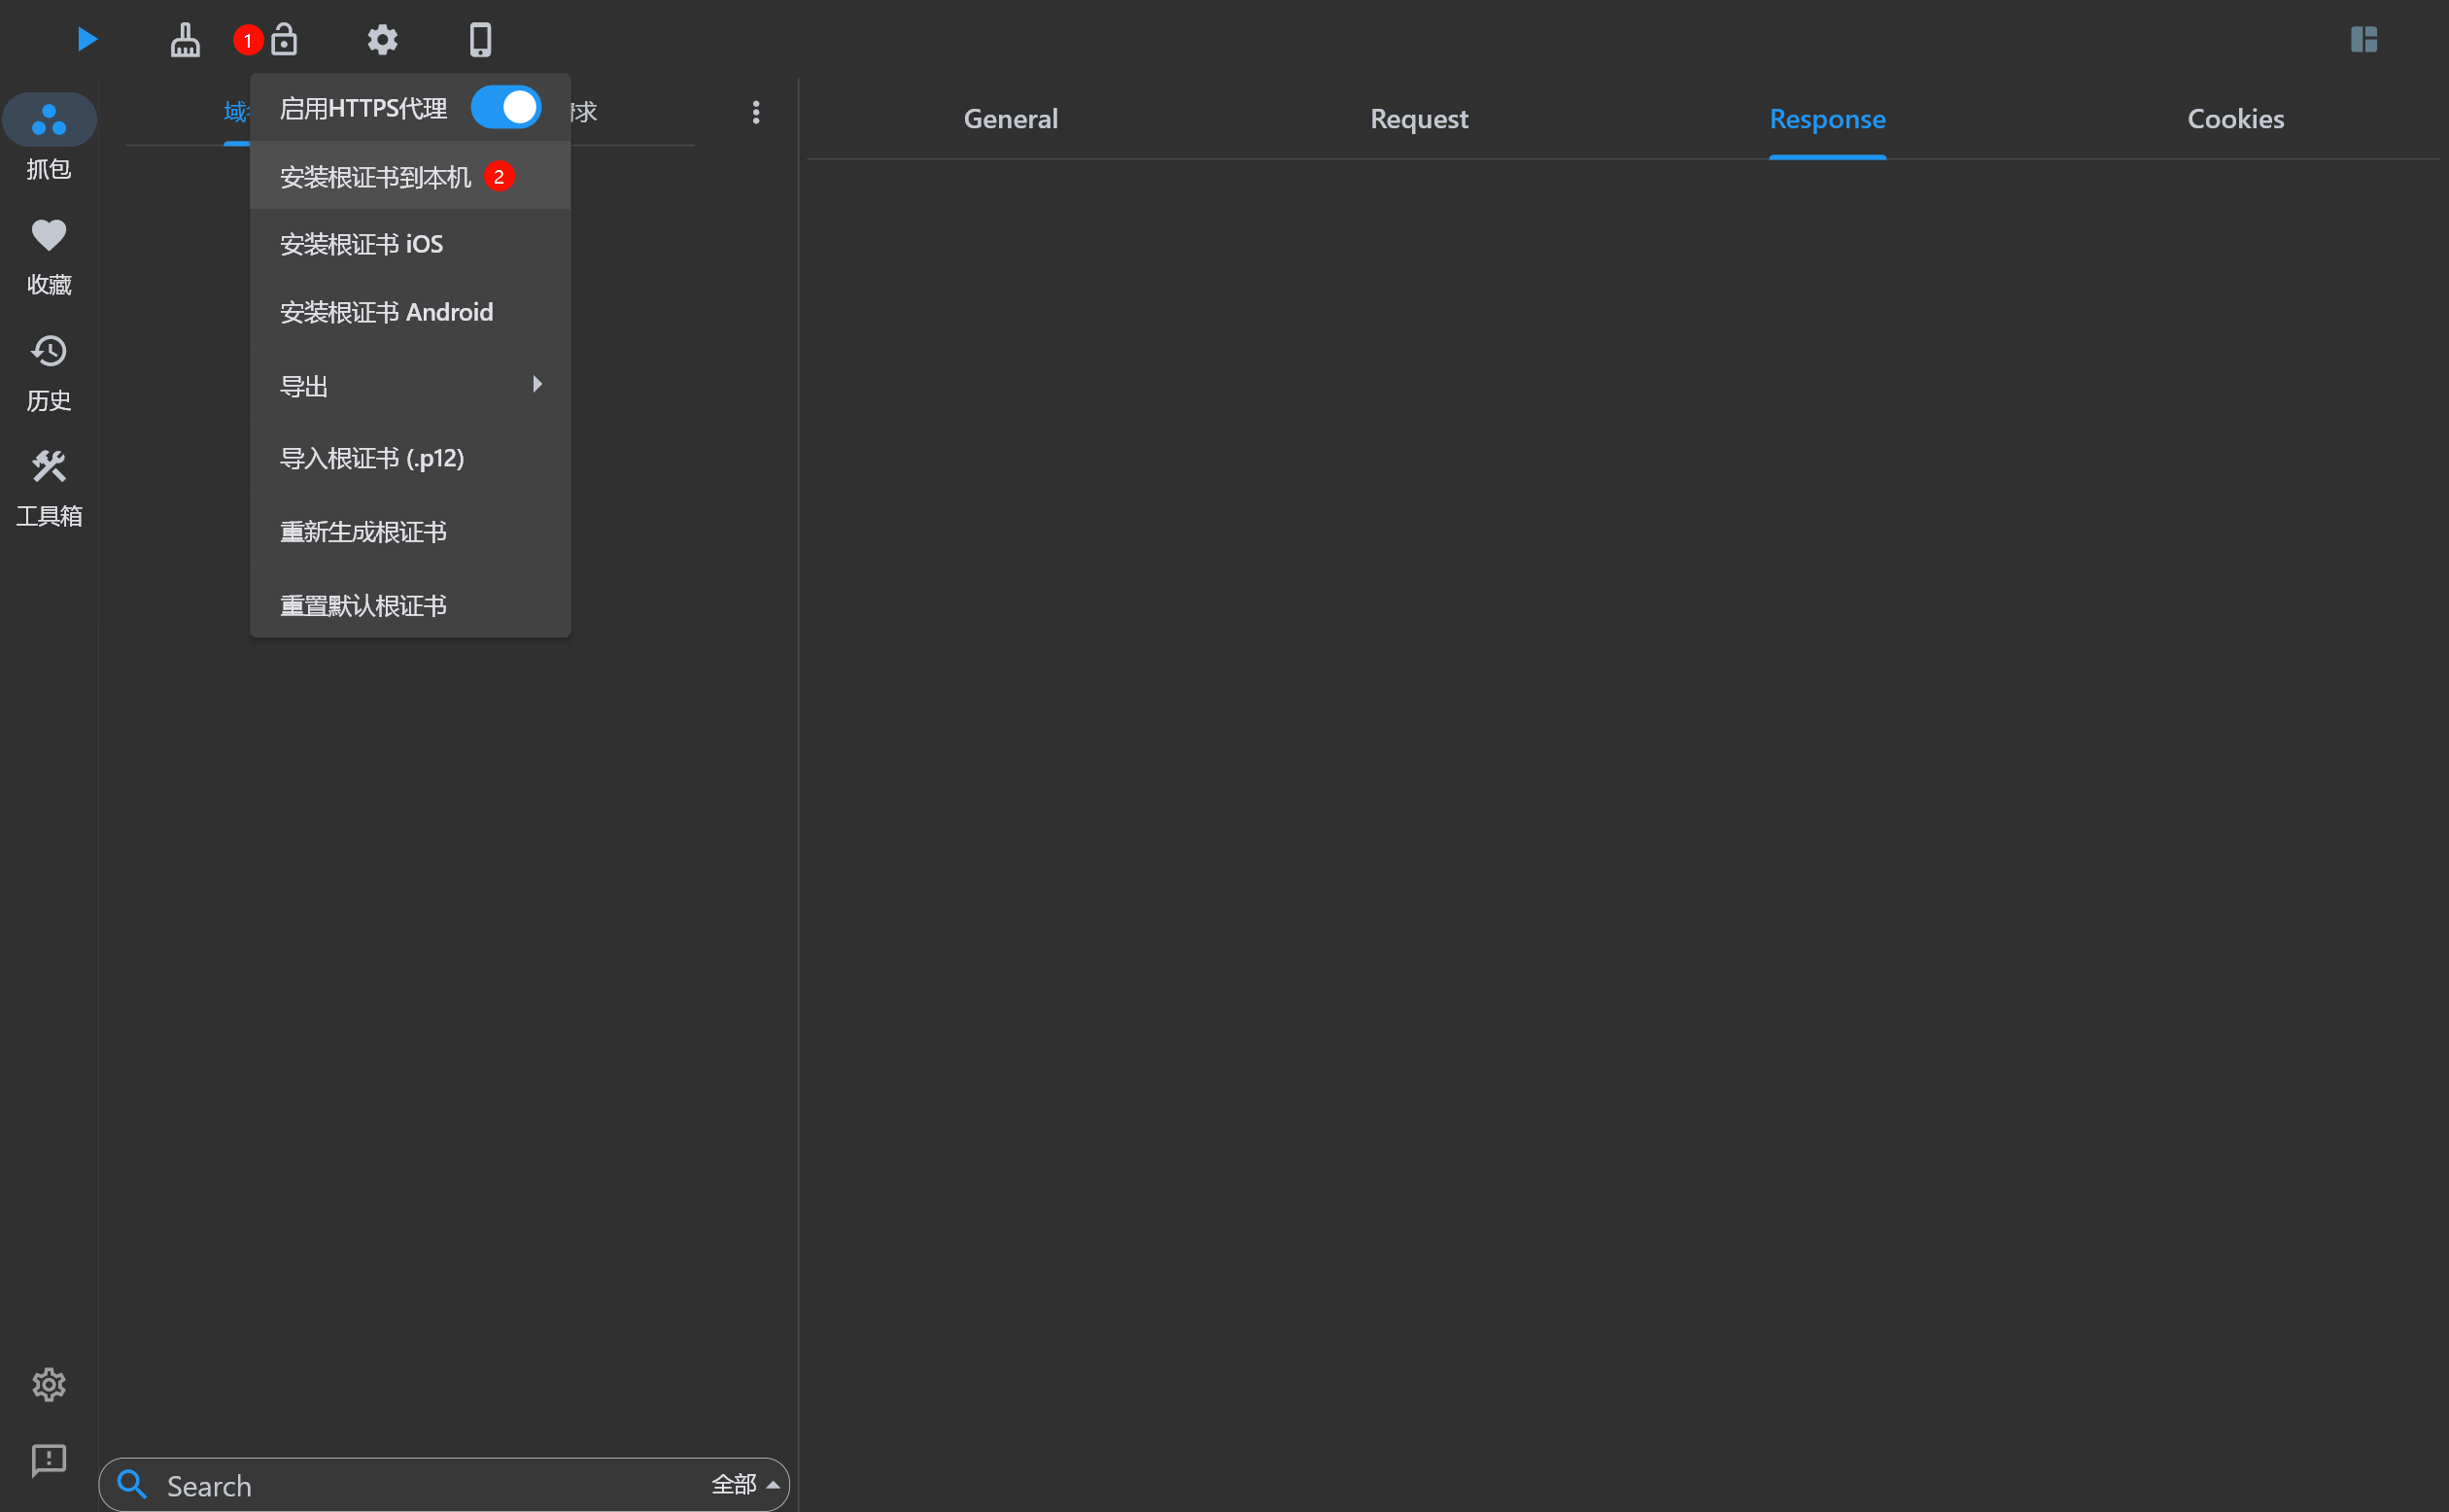 1
启用HTTPS代理
安装根证书到本机 2
安装根证书 iOS
安装根证书 Android
导出
导入根证书 (.p12)
重新生成根证书
重置默认根证书
域
求
抓包
收藏
历史
工具箱
General Request Response Cookies
Search 全部